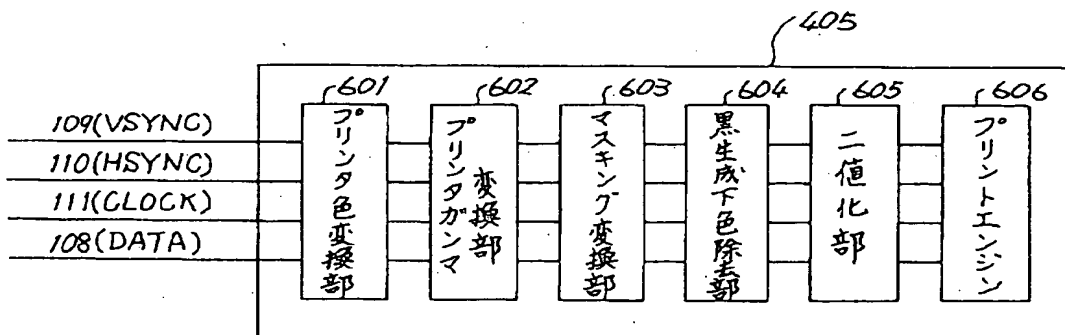 405
601
602
603
604
605
606
109(VSYNC)
110(HSYNC)
111(CLOCK)
108(DATA)
プリンタ色変換部
プリンタガンマ
変換部
マスキング変換部
黒生成下色除去部
二値化部
プリントエンジン